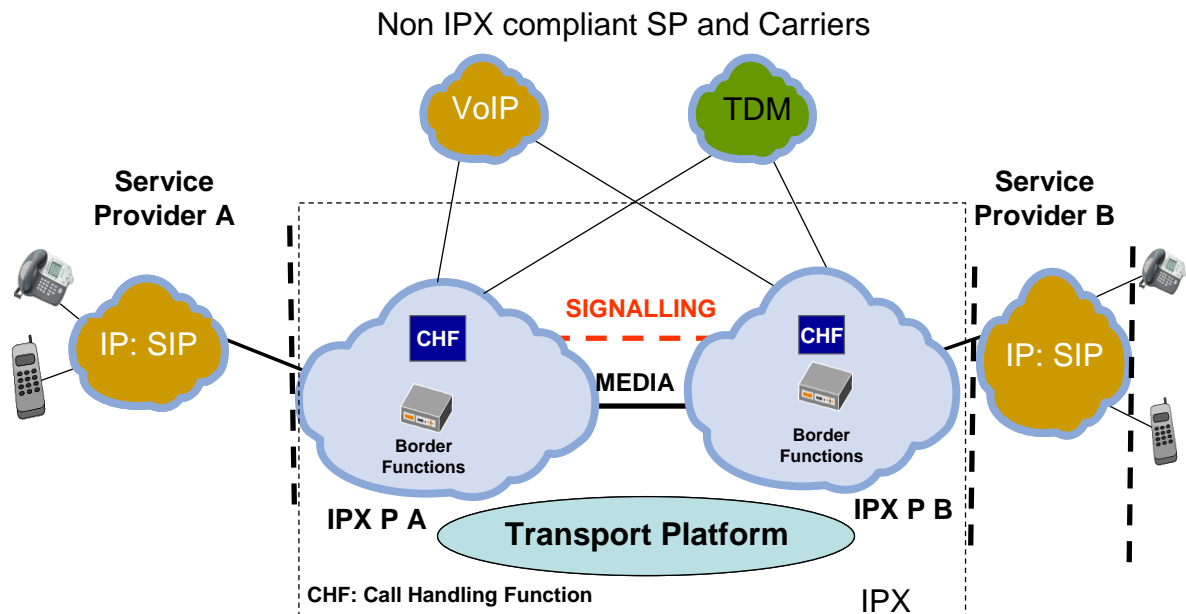 Non IPX compliant SP and Carriers
VoIP
TDM
Service
Provider A
Service
Provider B
IP: SIP
CHF
SIGNALLING
CHF
IP: SIP
MEDIA
Border
Functions
Border
Functions
IPX P A
IPX P B
Transport Platform
CHF: Call Handling Function
IPX